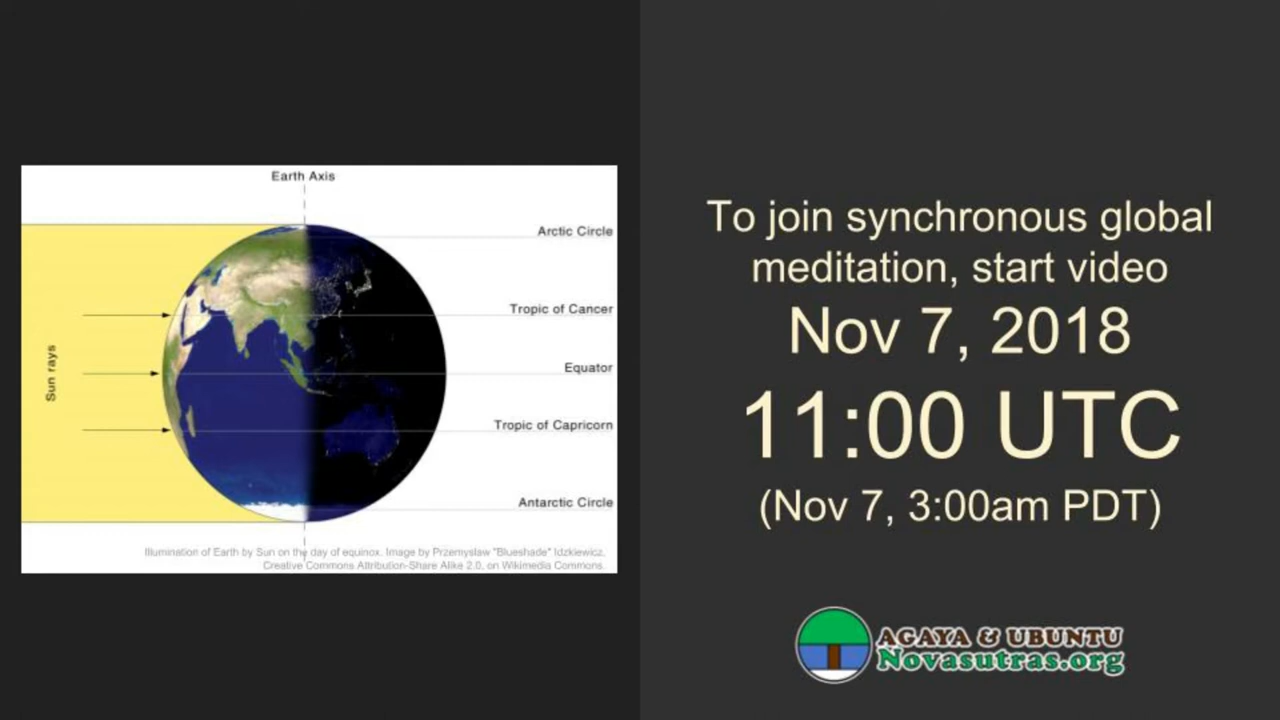 Earth Axis
Arctic Circle
Tropic of Cancer
Sun rays
Equator
Tropic of Capricorn
Antarctic Circle
Illumination of Earth by Sun on the day of equinox. Image by Przemyslaw "Blueshade" Idzkiewicz.
Creative Commons Attribution-Share Alike 2.0, on Wikimedia Commons.
To join synchronous global
meditation, start video
Nov 7, 2018
11:00 UTC
(Nov 7, 3:00am PDT)
AGAYA & UBUNTU
Novasutras.org